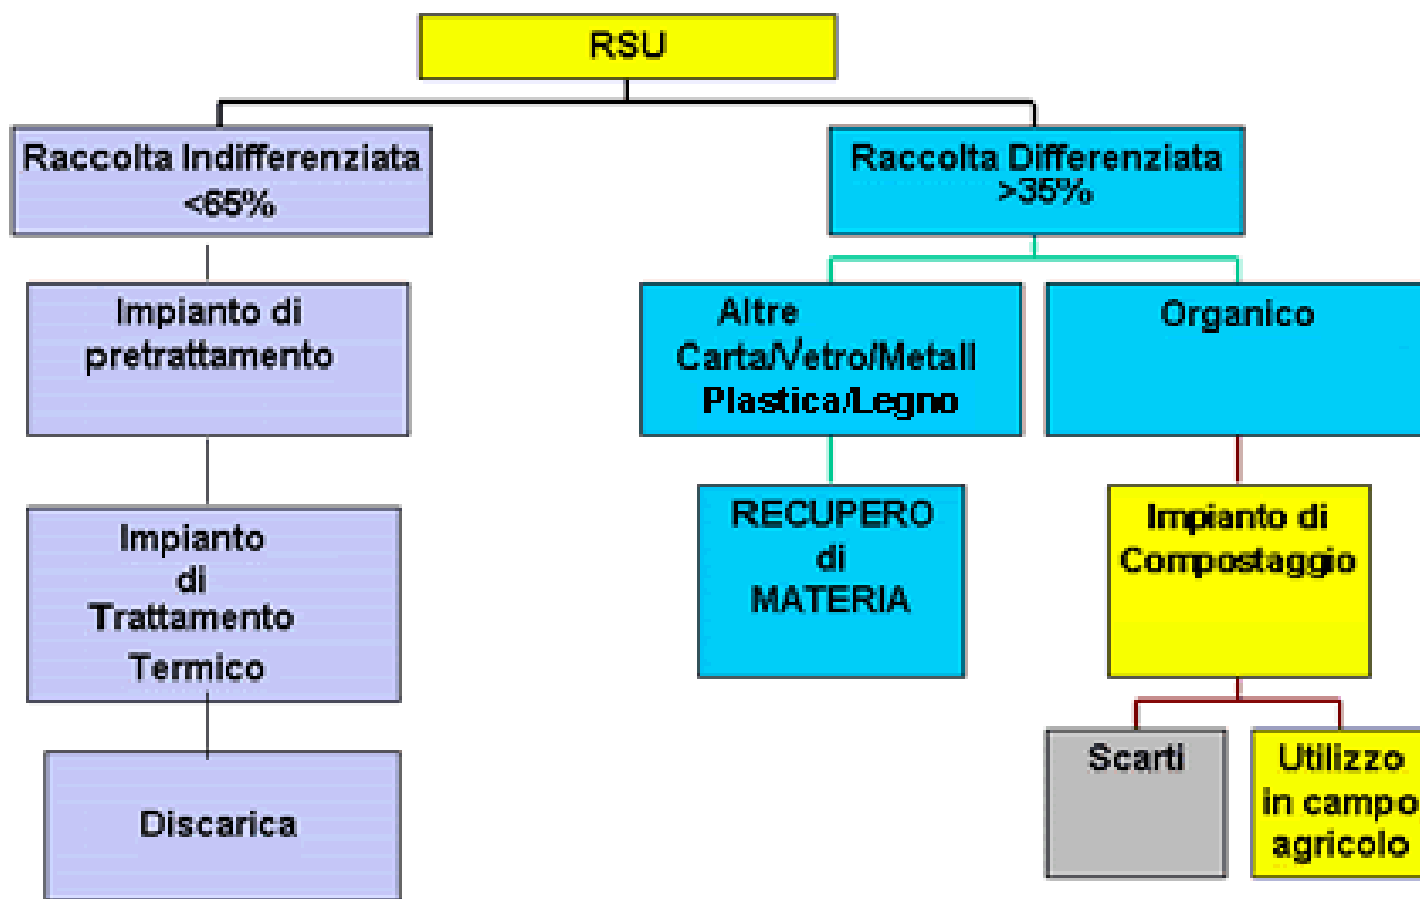 RSU
Raccolta Indifferenziata
<65%
Raccolta Differenziata
>35%
Impianto di
pretrattamento
Altre
Carta/Vetro/Metall
Plastica/Legno
Organico
Impianto
di
Trattamento
Termico
RECUPERO
di
MATERIA
Impianto di
Compostaggio
Discarica
Scarti
Utilizzo
in campo
agricolo